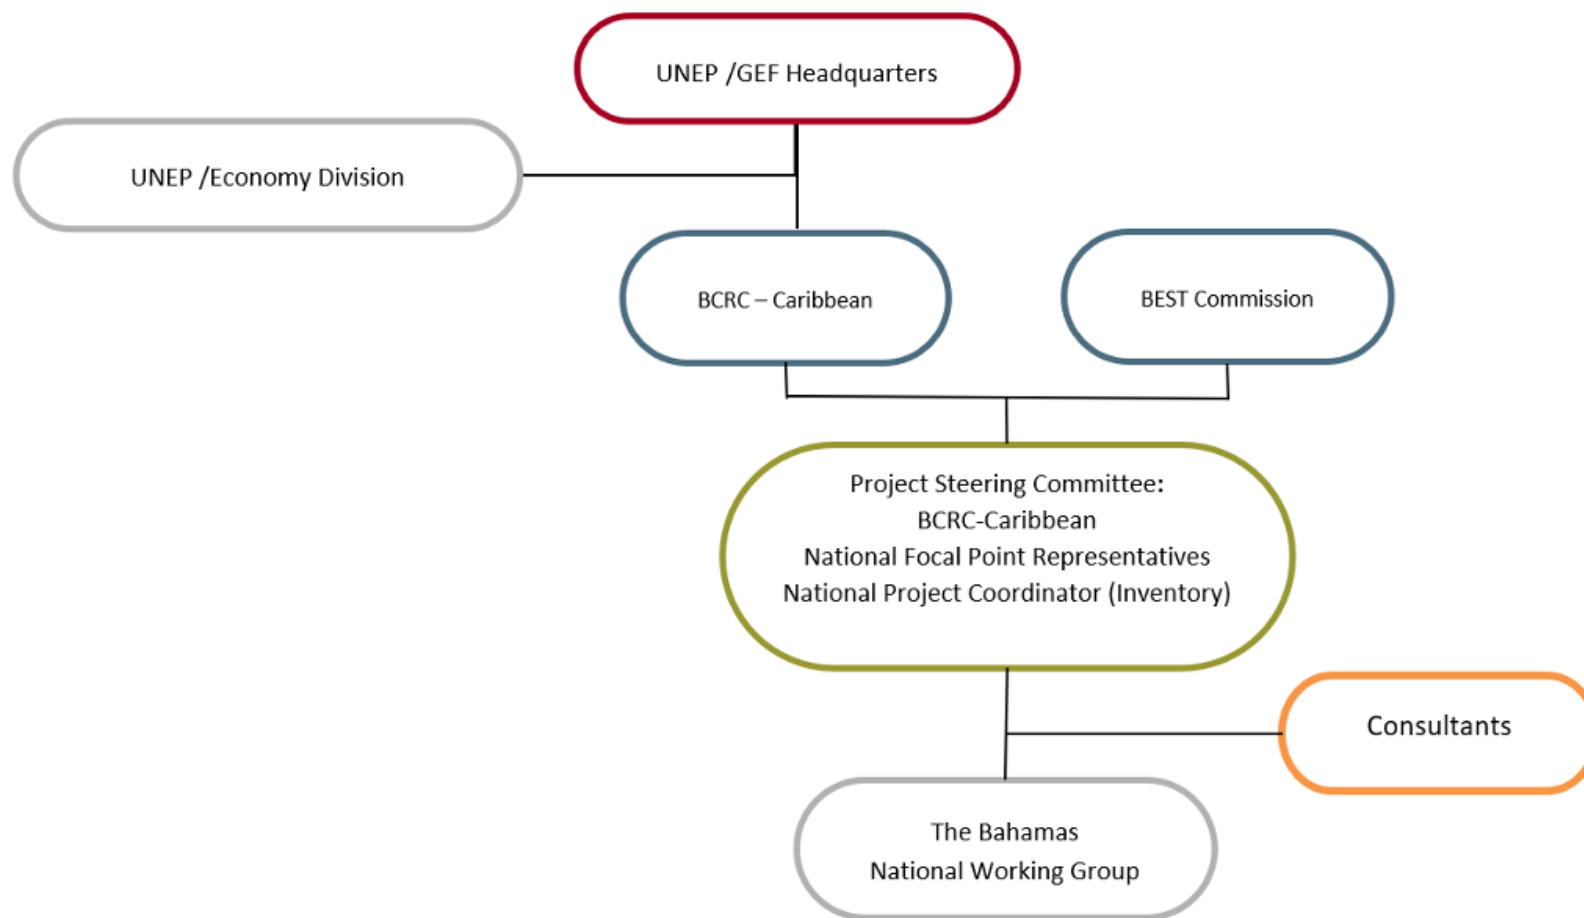 UNEP /GEF Headquarters
UNEP /Economy Division
BCRC – Caribbean
BEST Commission
Project Steering Committee:
BCRC-Caribbean
National Focal Point Representatives
National Project Coordinator (Inventory)
Consultants
The Bahamas
National Working Group